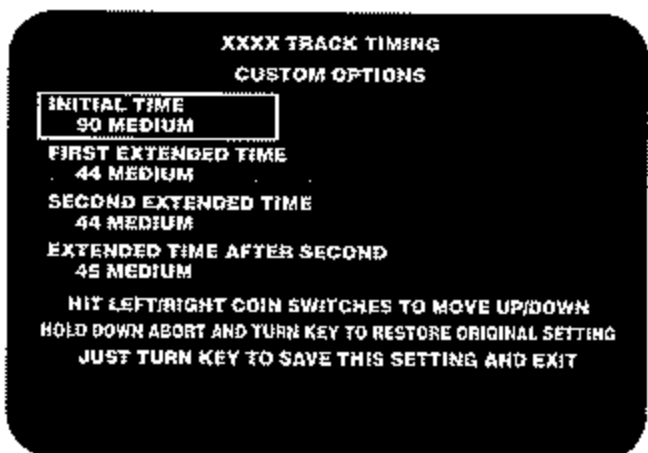 XXXX TRACK TIMING
CUSTOM OPTIONS
INITIAL TIME
90 MEDIUM
FIRST EXTENDED TIME
44 MEDIUM
SECOND EXTENDED TIME
44 MEDIUM
EXTENDED TIME AFTER SECOND
45 MEDIUM
HIT LEFT/RIGHT COIN SWITCHES TO MOVE UP/DOWN
HOLD DOWN ABORT AND TURN KEY TO RESTORE ORIGINAL SETTING
JUST TURN KEY TO SAVE THIS SETTING AND EXIT